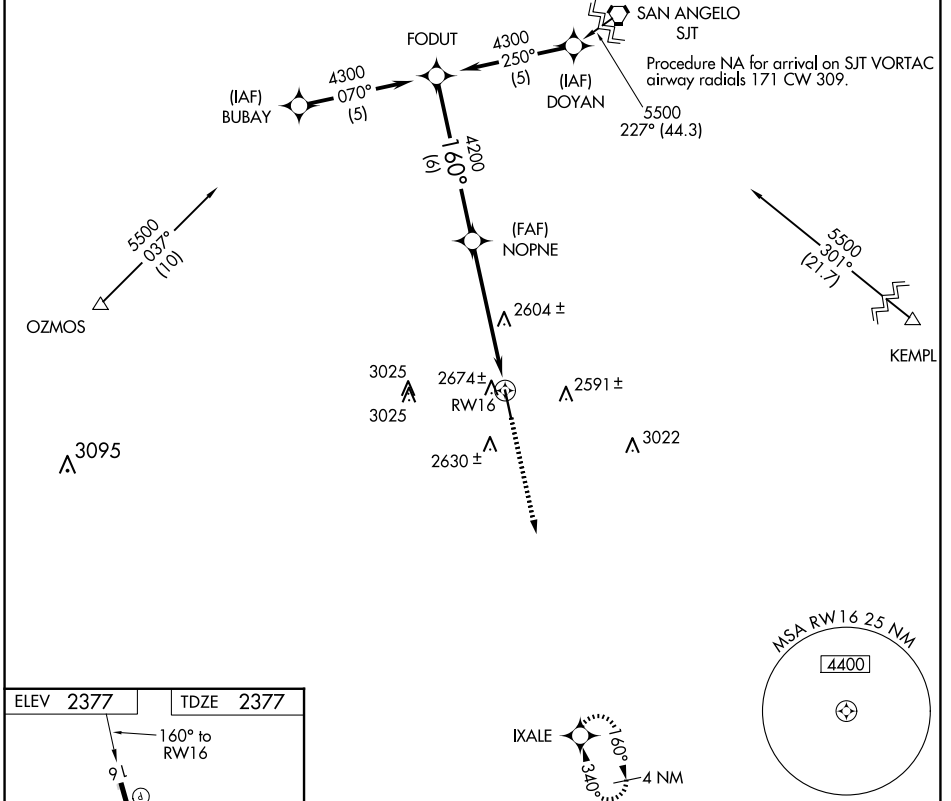 SAN ANGELO
SJT
Procedure NA for arrival on SJT VORTAC
airway radials 171 CW 309.
5500
227° (44.3)
FODUT
4300
250°
(5)
(IAF)
DOYAN
4300
070°
(5)
(IAF)
BUBAY
4200
160°
(6)
(FAF)
NOPNE
5500
037°
(10)
OZMOS
5500
301°
(21.7)
KEMPL
2604 ±
3025
3025
2674±
RW16
2591 ±
2630 ±
3022
3095
MSA RW16 25 NM
4400
ELEV 2377
TDZE 2377
160° to
RW16
16
P
IXALE
160°
340°
4 NM